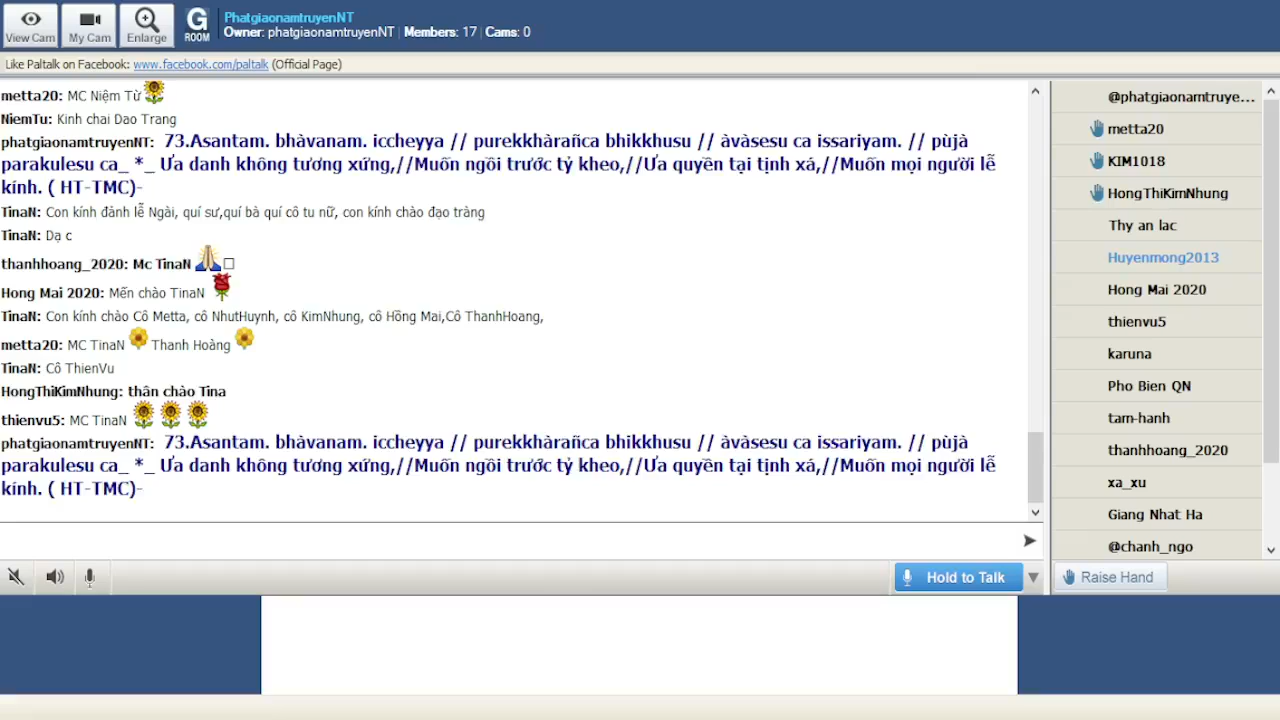 View Cam
My Cam
Enlarge
G
ROOM
PhatgiaonamtruyenNT
Owner: phatgiaonamtruyenNT | Members: 17 | Cams: 0
Like Paltalk on Facebook: www.facebook.com/paltalk (Official Page)
metta20: MC Niệm Từ
NiemTu: Kinh chai Dao Trang
phatgiaonamtruyenNT: 73.Asantam. bhàvanam. iccheyya // purekkhàrañca bhikkhusu // àvàsesu ca issariyam. // pùjà
parakulesu ca_ *_ Ưa danh không tương xứng,//Muốn ngồi trước tỷ kheo,//Ưa quyền tại tịnh xá,//Muốn mọi người lễ
kính. ( HT-TMC)-
TinaN: Con kính đảnh lễ Ngài, quí sư,quí bà quí cô tu nữ, con kính chào đạo tràng
TinaN: Dạ c
thanhhoang_2020: Mc TinaN
Hong Mai 2020: Mến chào TinaN
TinaN: Con kính chào Cô Metta, cô NhutHuynh, cô KimNhung, cô Hồng Mai,Cô ThanhHoang,
metta20: MC TinaN Thanh Hoàng
TinaN: Cô ThienVu
HongThiKimNhung: thân chào Tina
thienvu5: MC TinaN
phatgiaonamtruyenNT: 73.Asantam. bhàvanam. iccheyya // purekkhàrañca bhikkhusu // àvàsesu ca issariyam. // pùjà
parakulesu ca_ *_ Ưa danh không tương xứng,//Muốn ngồi trước tỷ kheo,//Ưa quyền tại tịnh xá,//Muốn mọi người lễ
kính. ( HT-TMC)-
@phatgiaonamtruye...
metta20
KIM1018
HongThiKimNhung
Thy an lac
Huyenmong2013
Hong Mai 2020
thienvu5
karuna
Pho Bien QN
tam-hanh
thanhhoang_2020
xa_xu
Giang Nhat Ha
@chanh_ngo
Hold to Talk
Raise Hand